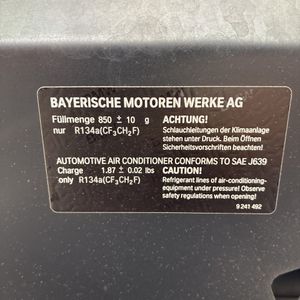 BAYERISCHE MOTOREN WERKE AG
Füllmenge 850 ± 10 g
nur R134a(CF₃CH₂F)
ACHTUNG!
Schlauchleitungen der Klimaanlage
stehen unter Druck. Beim Öffnen
Sicherheitsvorschriften beachten!
AUTOMOTIVE AIR CONDITIONER CONFORMS TO SAE J639
Charge 1.87 ± 0.02 lbs
only R134a(CF₃CH₂F)
CAUTION!
Refrigerant lines of air-conditioning-
equipment under pressure! Observe
safety regulations when opening!
9 241 492